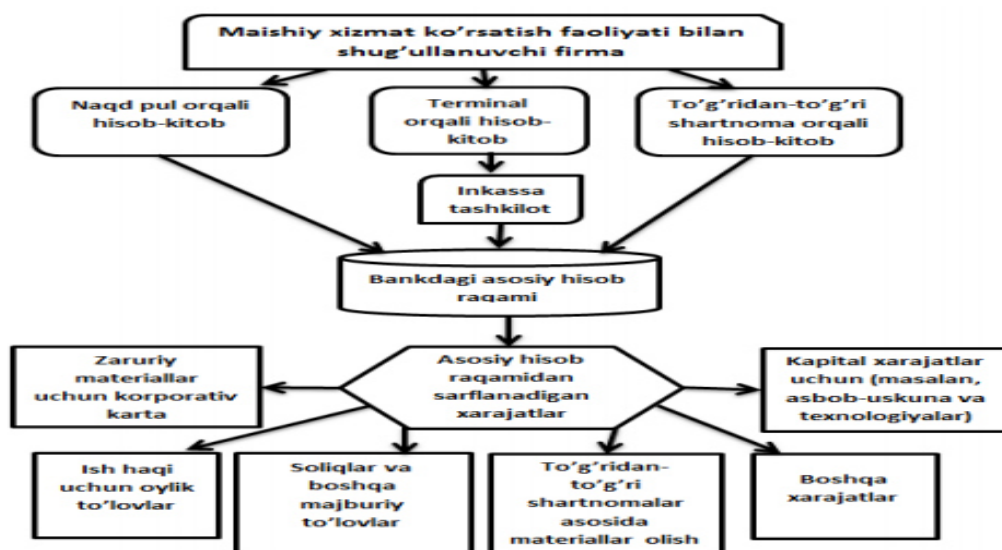 Maishiy xizmat ko'rsatish faoliyati bilan
shug'ullanuvchi firma
Naqd pul orqali
hisob-kitob
Terminal
orqali hisob-
kitob
To'g'ridan-to'g'ri
shartnoma orqali
hisob-kitob
Inkassa
tashkilot
Bankdagi asosiy hisob
raqami
Zaruriy
materiallar
uchun korporativ
karta
Asosiy hisob
raqamidan
sarflanadigan
xarajatlar
Kapital xarajatlar
uchun (masalan,
asbob-uskuna va
texnologiyalar)
Ish haqi
uchun oylik
to'lovlar
Soliqlar va
boshqa
majburiy
to'lovlar
To'g'ridan-
to'g'ri
shartnomalar
asosida
materiallar olish
Boshqa
xarajatlar